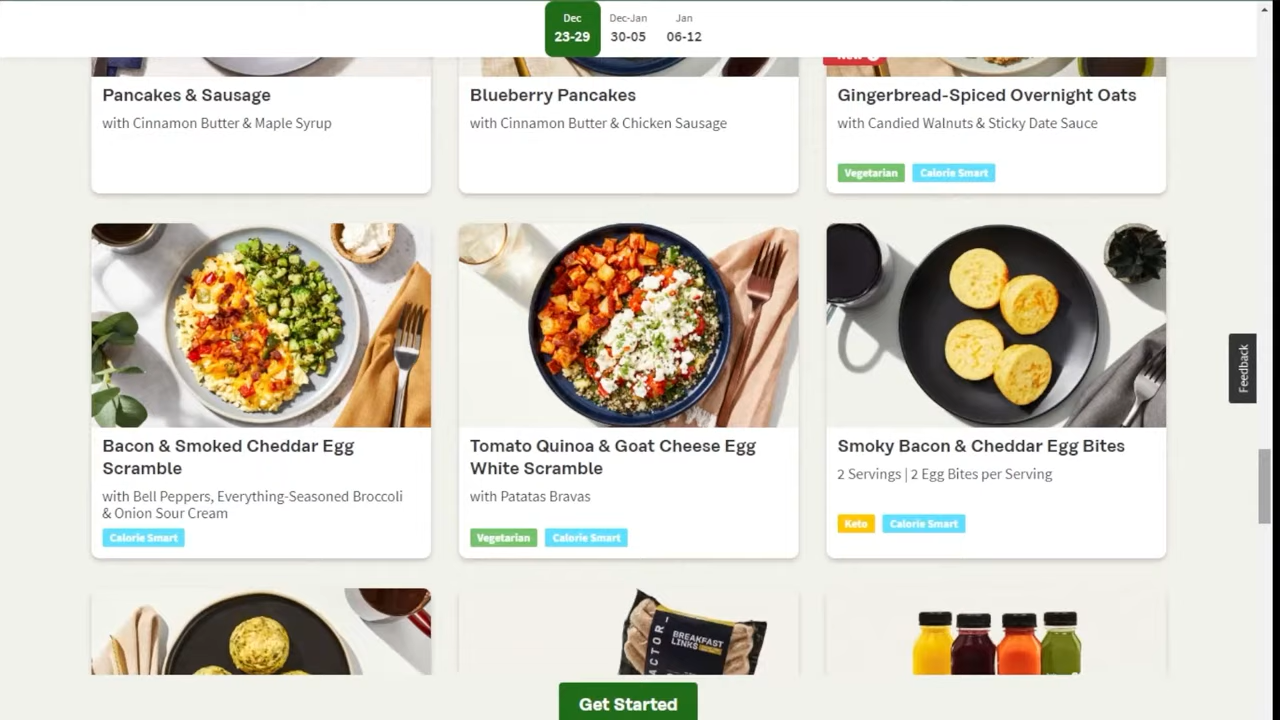 Dec
23-29
Dec-Jan
30-05
Jan
06-12
Pancakes & Sausage
with Cinnamon Butter & Maple Syrup
Blueberry Pancakes
with Cinnamon Butter & Chicken Sausage
Gingerbread-Spiced Overnight Oats
with Candied Walnuts & Sticky Date Sauce
Vegetarian
Calorie Smart
Bacon & Smoked Cheddar Egg
Scramble
with Bell Peppers, Everything-Seasoned Broccoli
& Onion Sour Cream
Calorie Smart
Tomato Quinoa & Goat Cheese Egg
White Scramble
with Patatas Bravas
Vegetarian
Calorie Smart
Smoky Bacon & Cheddar Egg Bites
2 Servings | 2 Egg Bites per Serving
Keto
Calorie Smart
Feedback
BREAKFAST
LINKS
Get Started